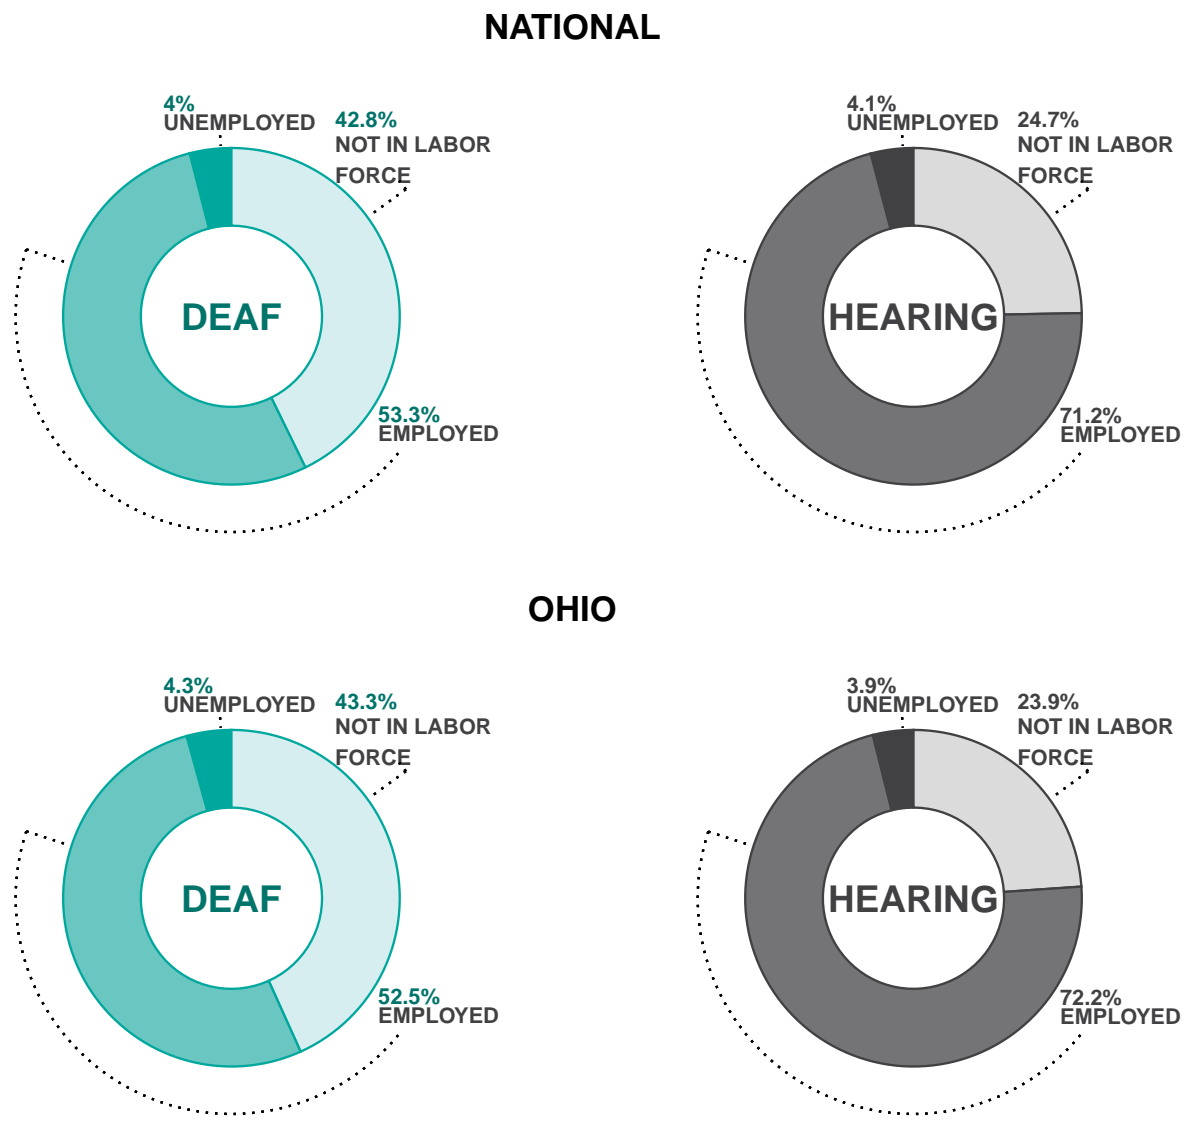 NATIONAL
4%
UNEMPLOYED
42.8%
NOT IN LABOR
FORCE
DEAF
53.3%
EMPLOYED
4.1%
UNEMPLOYED
24.7%
NOT IN LABOR
FORCE
HEARING
71.2%
EMPLOYED
OHIO
4.3%
UNEMPLOYED
43.3%
NOT IN LABOR
FORCE
DEAF
52.5%
EMPLOYED
3.9%
UNEMPLOYED
23.9%
NOT IN LABOR
FORCE
HEARING
72.2%
EMPLOYED